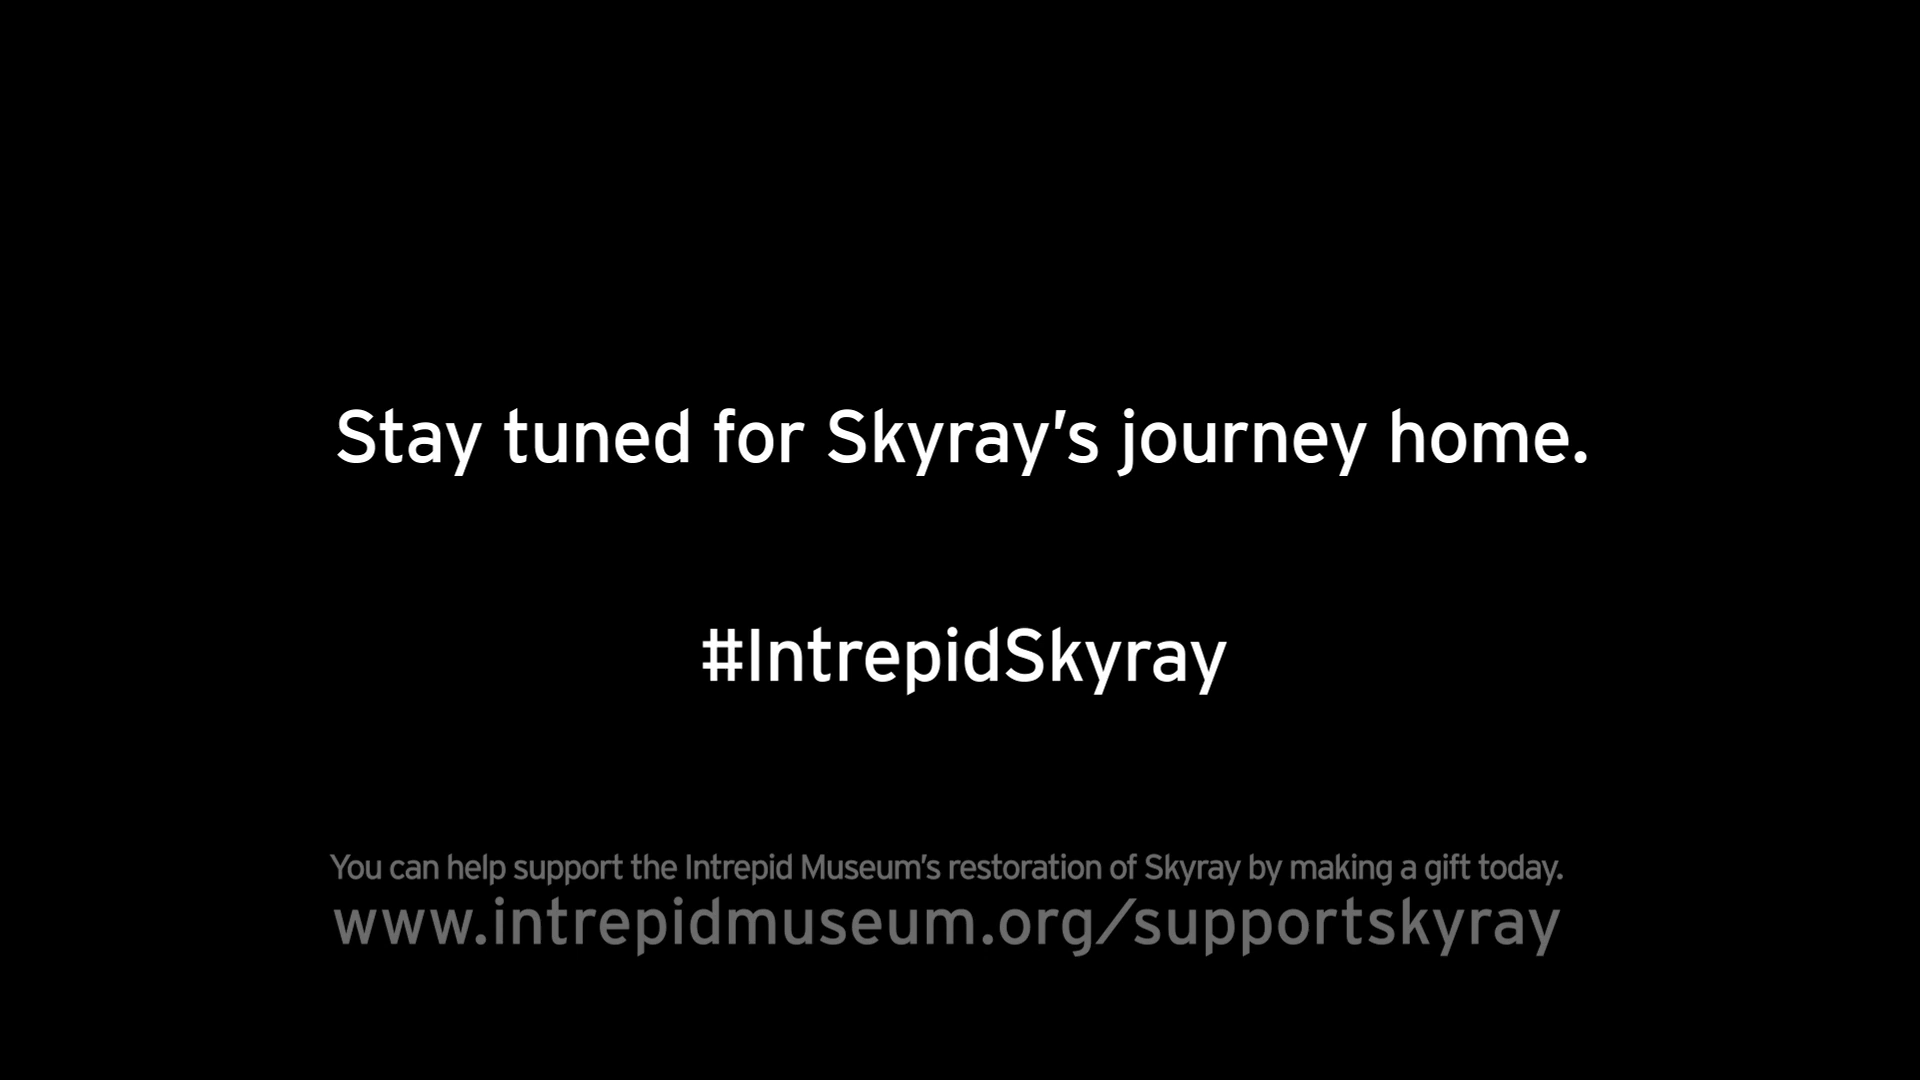 Stay tuned for Skyray's journey home.
#IntrepidSkyray
You can help support the Intrepid Museum's restoration of Skyray by making a gift today.
www.intrepidmuseum.org/supportskyray